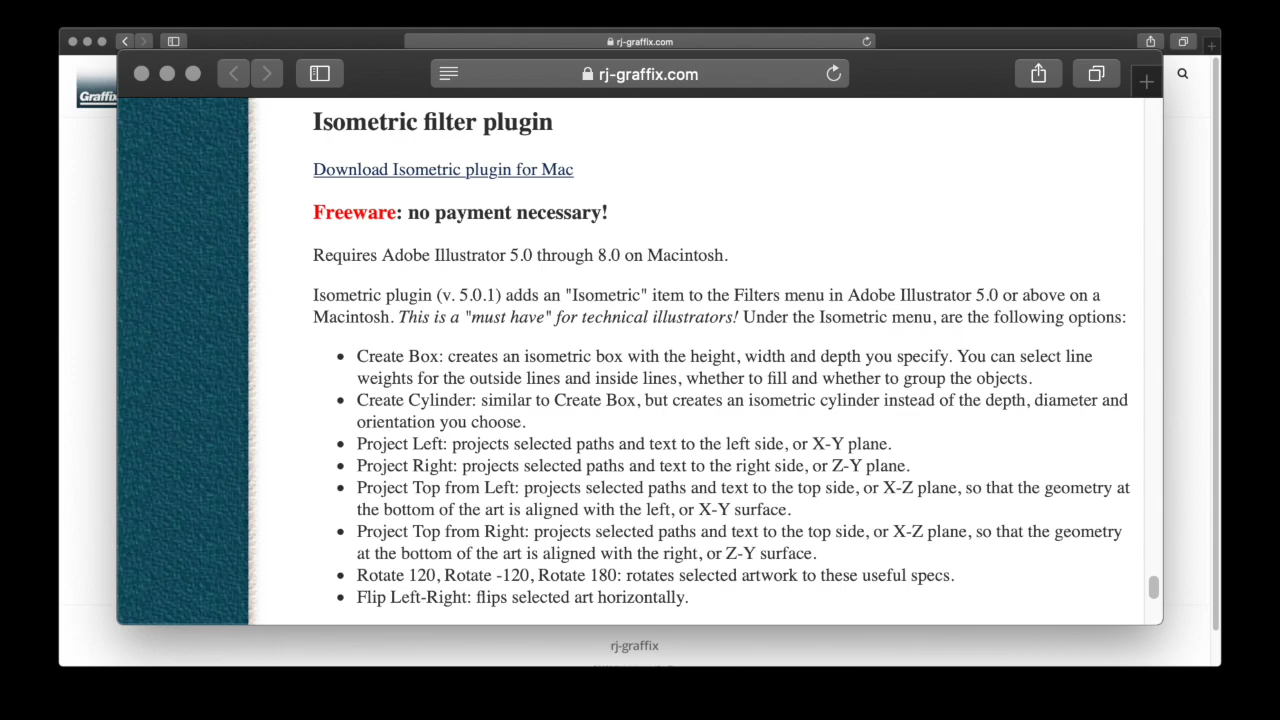 rj-graffix.com
Graffix
rj-graffix.com
Isometric filter plugin
Download Isometric plugin for Mac
Freeware: no payment necessary!
Requires Adobe Illustrator 5.0 through 8.0 on Macintosh.
Isometric plugin (v. 5.0.1) adds an "Isometric" item to the Filters menu in Adobe Illustrator 5.0 or above on a
Macintosh. This is a "must have" for technical illustrators! Under the Isometric menu, are the following options:
• Create Box: creates an isometric box with the height, width and depth you specify. You can select line
weights for the outside lines and inside lines, whether to fill and whether to group the objects.
• Create Cylinder: similar to Create Box, but creates an isometric cylinder instead of the depth, diameter and
orientation you choose.
• Project Left: projects selected paths and text to the left side, or X-Y plane.
• Project Right: projects selected paths and text to the right side, or Z-Y plane.
• Project Top from Left: projects selected paths and text to the top side, or X-Z plane, so that the geometry at
the bottom of the art is aligned with the left, or X-Y surface.
• Project Top from Right: projects selected paths and text to the top side, or X-Z plane, so that the geometry
at the bottom of the art is aligned with the right, or Z-Y surface.
• Rotate 120, Rotate -120, Rotate 180: rotates selected artwork to these useful specs.
• Flip Left-Right: flips selected art horizontally.
rj-graffix